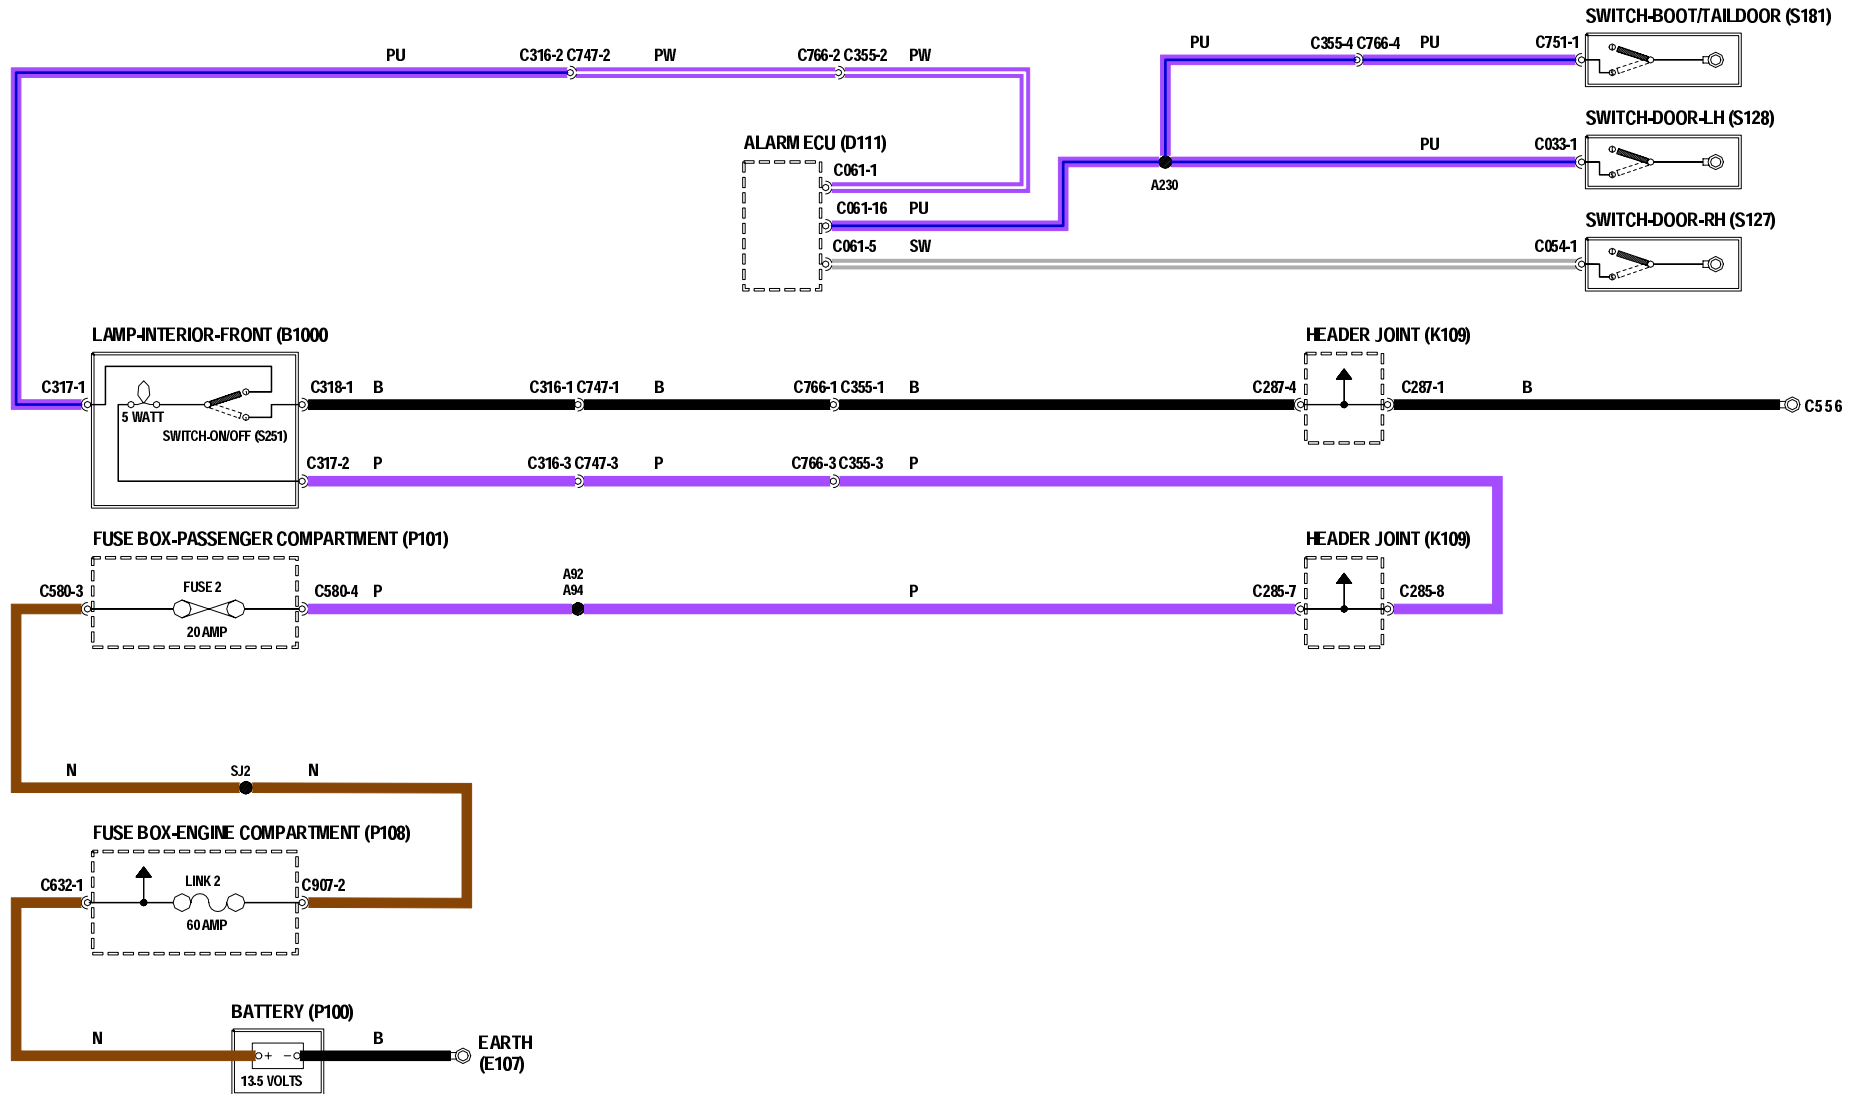 SWITCH-BOOT/TAILDOOR (S181)
PU C316-2 C747-2 PW C766-2 C355-2 PW PU C355-4 C766-4 PU C751-1
SWITCH-DOOR-LH (S128)
ALARM ECU (D111)
PU C033-1
C061-1
A230
C061-16 PU
SWITCH-DOOR-RH (S127)
C061-5 SW C054-1
LAMP-INTERIOR-FRONT (B1000
HEADER JOINT (K109)
C317-1 C318-1 B C316-1 C747-1 B C766-1 C355-1 B C287-4 C287-1 B
C556
5 WATT
SWITCH-ON/OFF (S251)
C317-2 P C316-3 C747-3 P C766-3 C355-3 P
FUSE BOX-PASSENGER COMPARTMENT (P101)
HEADER JOINT (K109)
A92
C580-3 FUSE 2 C580-4 P A94 P C285-7 C285-8
20 AMP
N SJ2 N
FUSE BOX-ENGINE COMPARTMENT (P108)
C632-1 LINK 2 C907-2
60 AMP
BATTERY (P100)
N B EARTH
(E107)
+ −
13.5 VOLTS